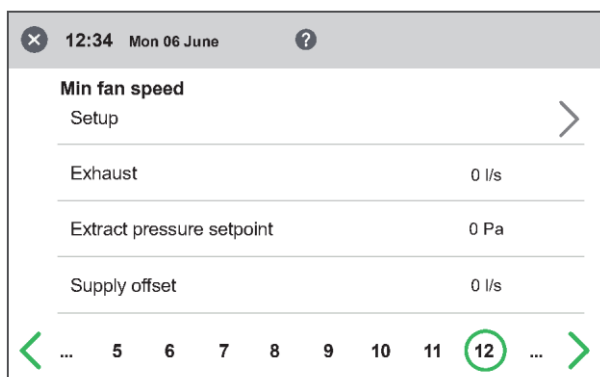 12:34 Mon 06 June ?
Min fan speed
Setup
Exhaust 0 l/s
Extract pressure setpoint 0 Pa
Supply offset 0 l/s
... 5 6 7 8 9 10 11 12 ...